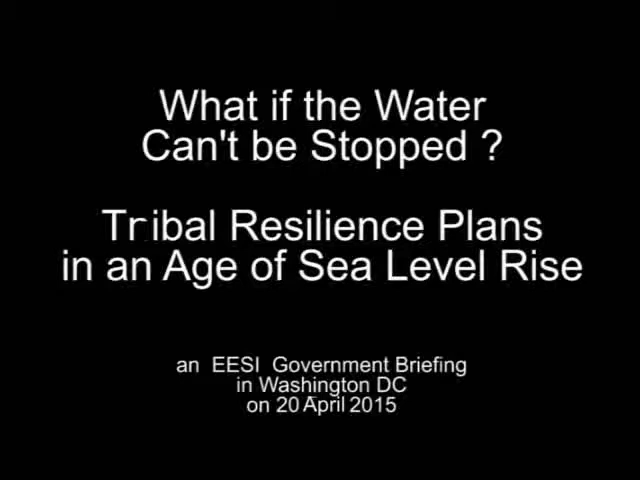 What if the Water
Can't be Stopped ?
Tribal Resilience Plans
in an Age of Sea Level Rise
an EESI Government Briefing
in Washington DC
on 20 April 2015